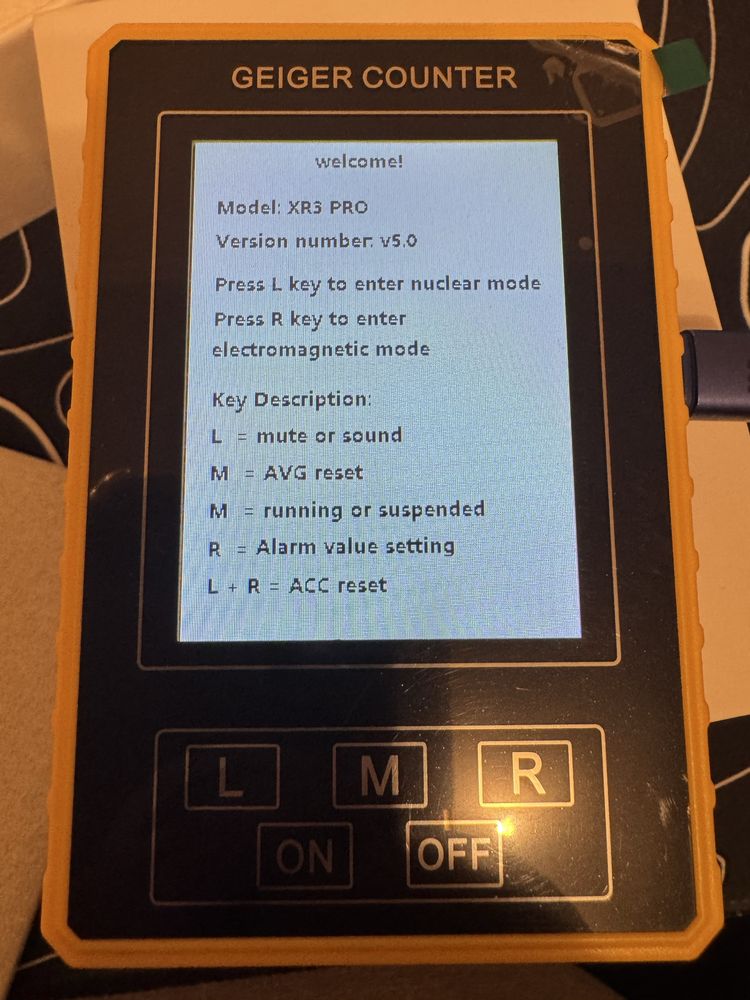 GEIGER COUNTER
welcome!
Model: XR3 PRO
Version number: v5.0
Press L key to enter nuclear mode
Press R key to enter
electromagnetic mode
Key Description:
L = mute or sound
M = AVG reset
M = running or suspended
R = Alarm value setting
L + R = ACC reset
L M R
ON OFF